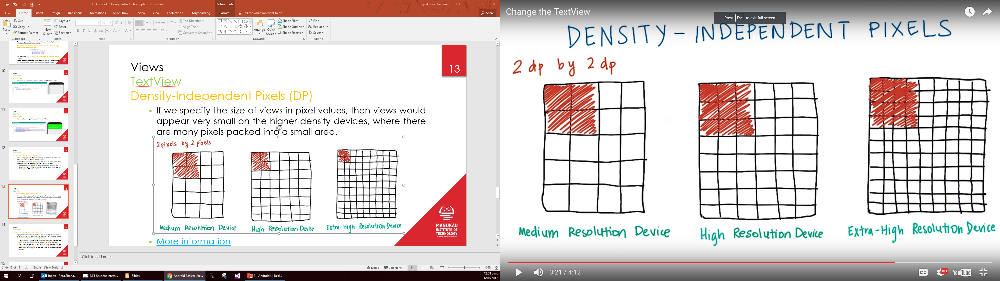 3 - Android UI Design Introduction.pptx - PowerPoint
Picture Tools
Seyed Reza Shahamiri
File Home Insert Design Transitions Animations Slide Show Review View EndNote X7 Storyboarding Format Tell me what you want to do Share
Cut
Copy
Format Painter
Paste
Clipboard
New Slide
Layout
Reset
Section
Slides
24
Font
Text Direction
Align Text
Convert to SmartArt
Paragraph
Arrange
Quick Styles
Shape Fill
Shape Outline
Shape Effects
Drawing
Find
Replace
Select
Editing
10
11
12
13
14
15
13
Views
TextView
Density-Independent Pixels (DP)
If we specify the size of views in pixel values, then views would
appear very small on the higher density devices, where there
are many pixels packed into a small area.
2 pixels by 2 pixels
Medium Resolution Device
High Resolution Device
Extra-High Resolution Device
More information
MANUKAU
INSTITUTE OF
TECHNOLOGY
Click to add notes
Slide 13 of 15 English (New Zealand) Notes Comments 108%
Inbox - Reza.Shaha... MIT Student Intern... Slides Android Basics: Use... 3 - Android UI Desi...
12:58 p.m.
6/03/2017
Change the TextView
Press Esc to exit full screen
DENSITY - INDEPENDENT PIXELS
2 dp by 2 dp
Medium Resolution Device
High Resolution Device
Extra-High Resolution Device
3:21 / 4:12
CC HD YouTube